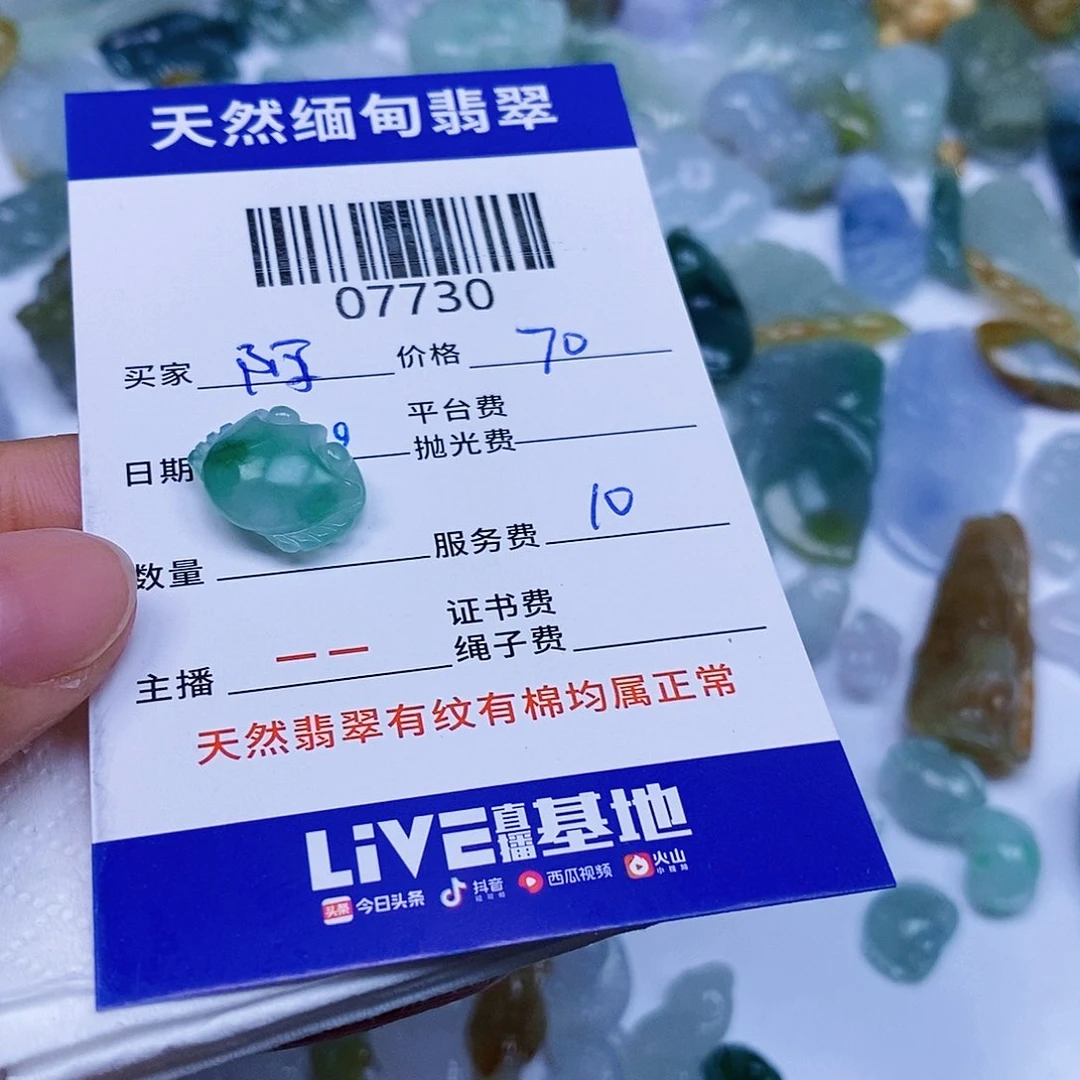 天然缅甸翡翠
07730
买家 阿 价格 70
平台费
日期 9 抛光费
数量 服务费 10
证书费
主播 一一 绳子费
天然翡翠有纹有棉均属正常
LiVE直播基地
头条 今日头条 抖音 西瓜视频 火山小视频